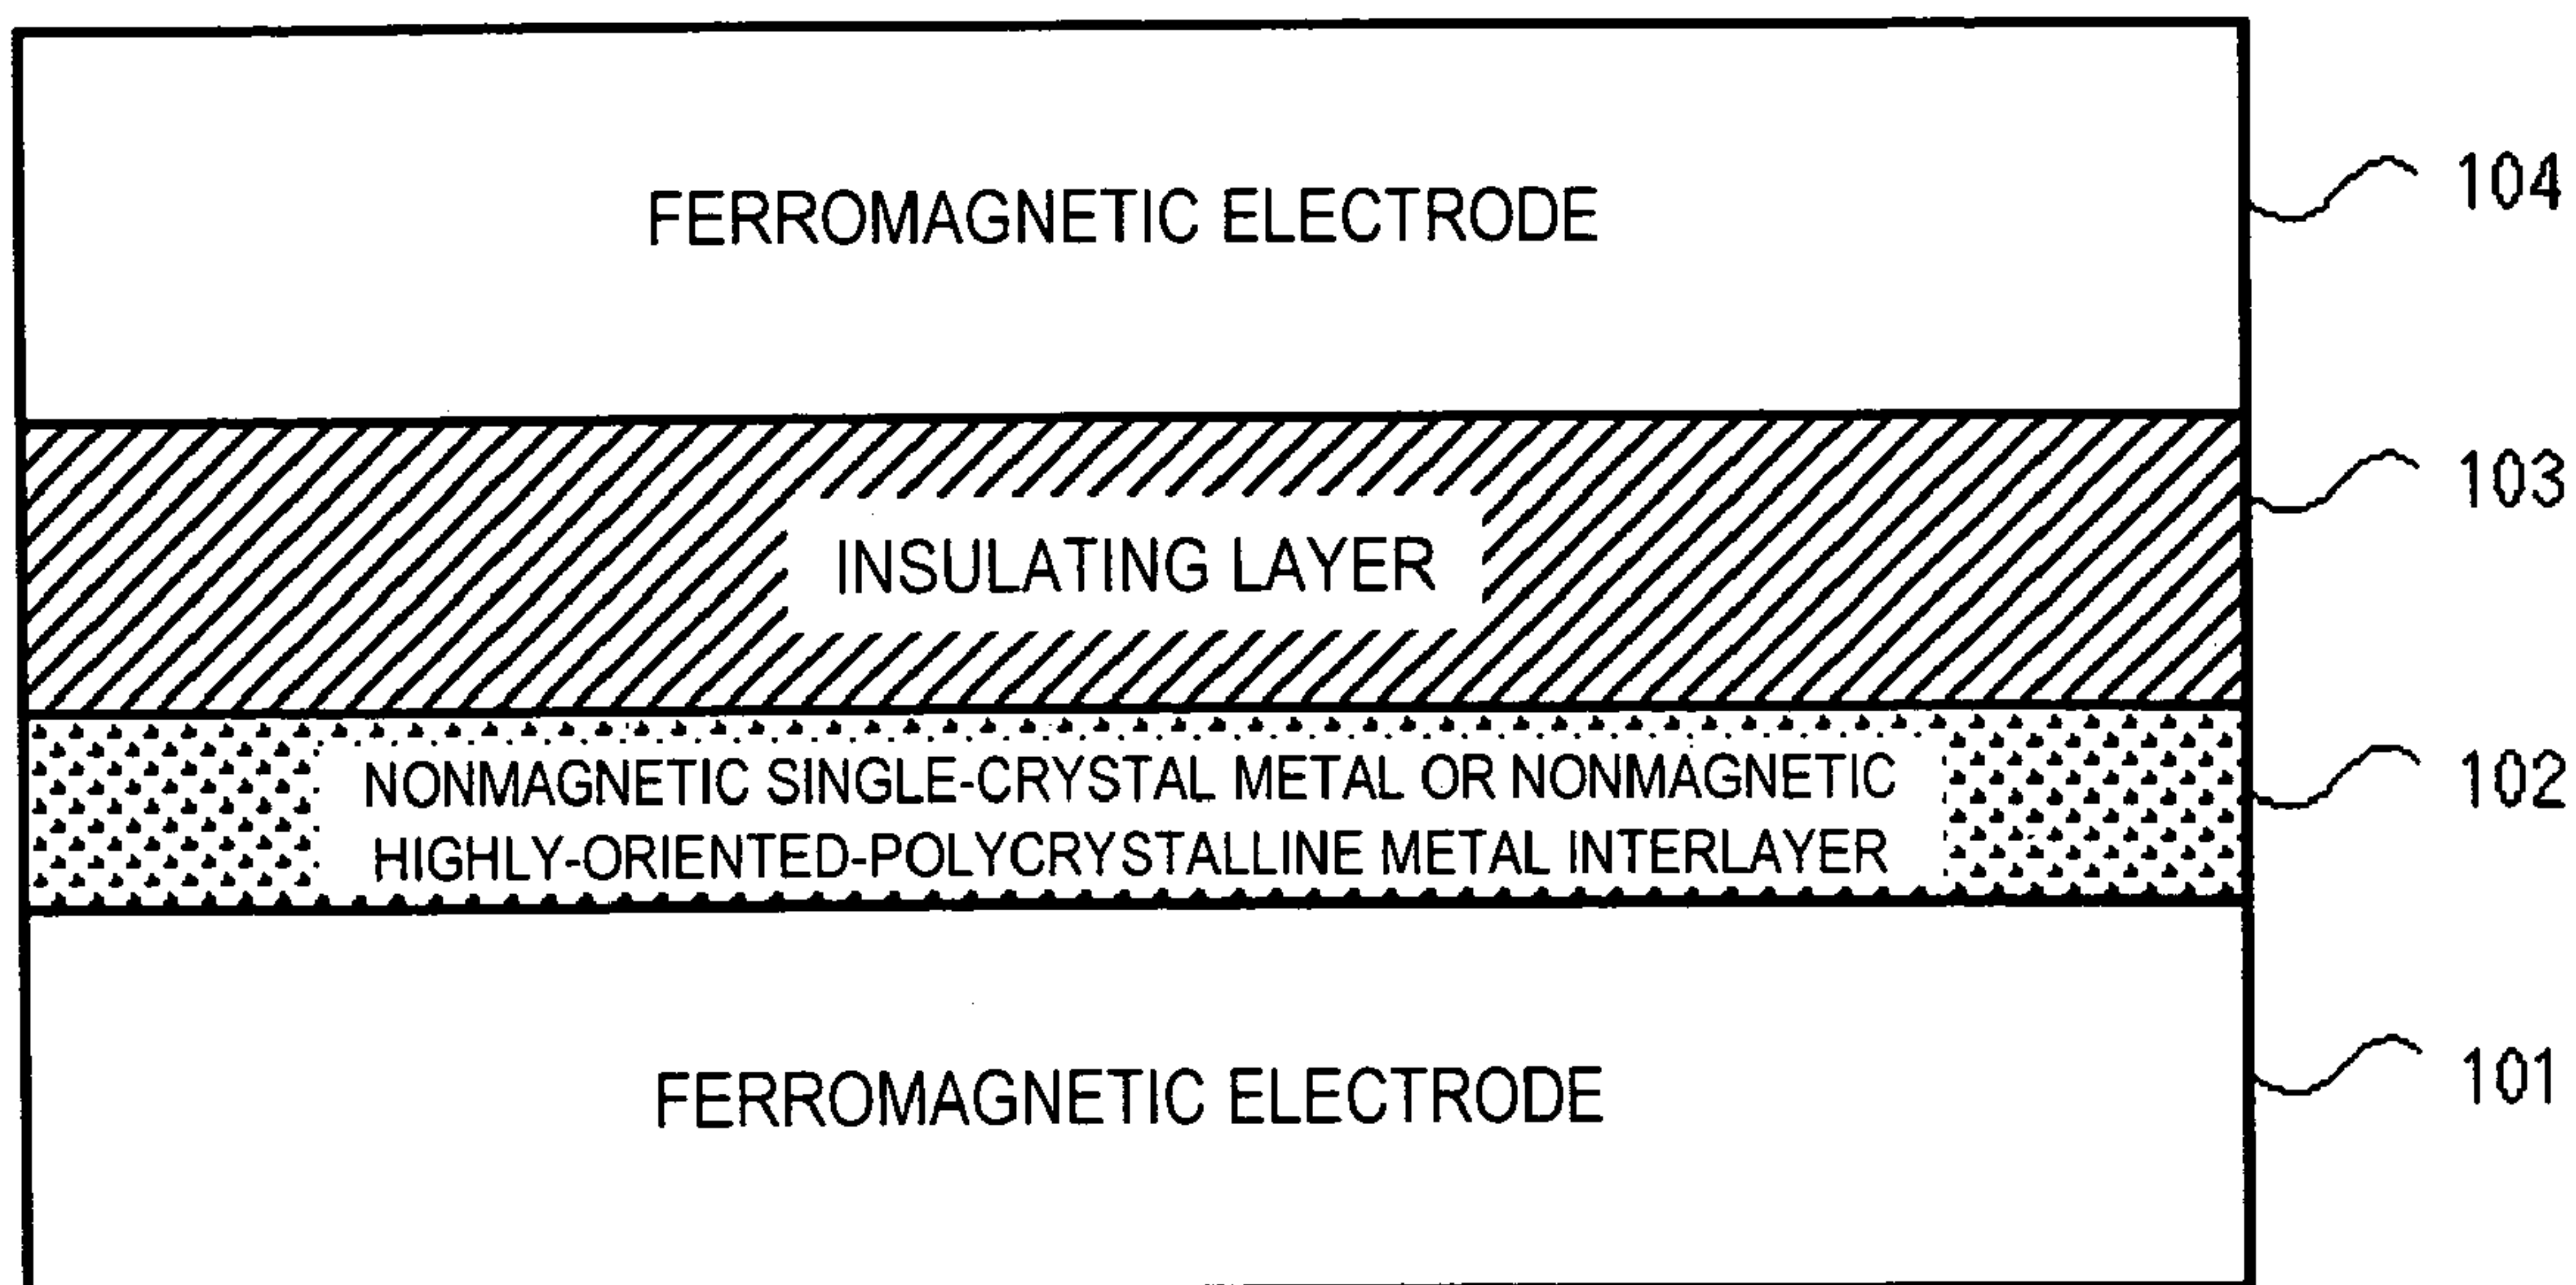 FERROMAGNETIC ELECTRODE
104
INSULATING LAYER
103
NONMAGNETIC SINGLE-CRYSTAL METAL OR NONMAGNETIC
HIGHLY-ORIENTED-POLYCRYSTALLINE METAL INTERLAYER
102
FERROMAGNETIC ELECTRODE
101